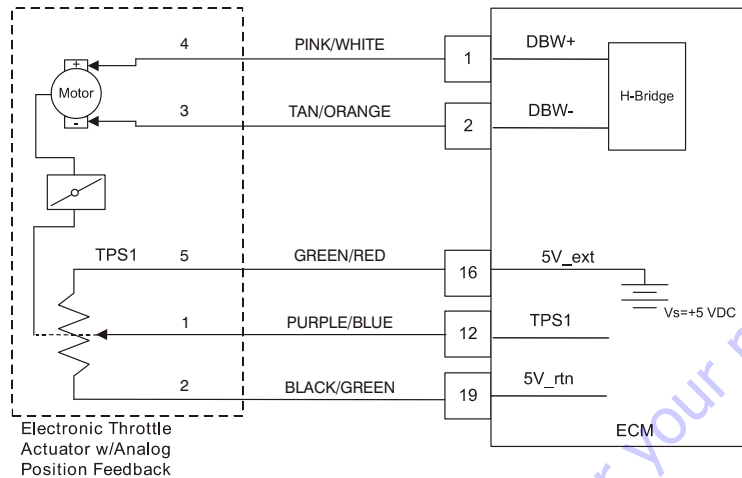 4 PINK/WHITE 1 DBW+
+
Motor
-
H-Bridge
3 TAN/ORANGE 2 DBW-
TPS1 5 GREEN/RED 16 5V_ext
Vs=+5 VDC
1 PURPLE/BLUE 12 TPS1
2 BLACK/GREEN 19 5V_rtn
ECM
Electronic Throttle
Actuator w/Analog
Position Feedback
your